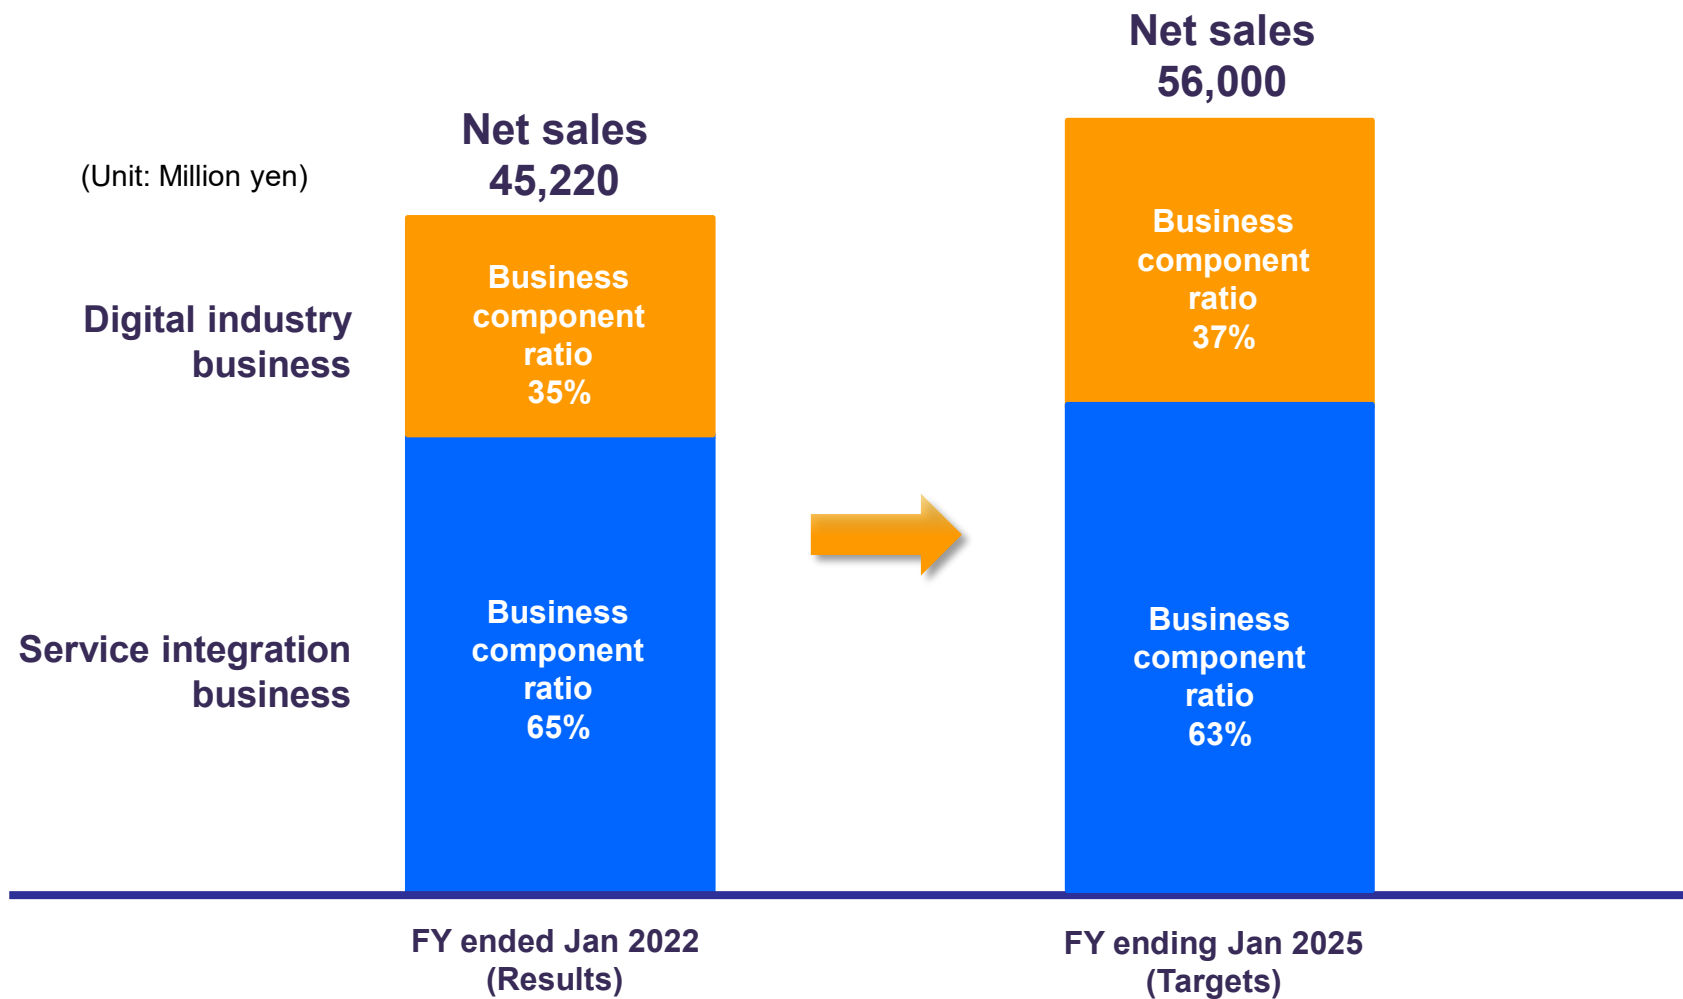 Net sales
56,000
Net sales
45,220
(Unit: Million yen)
Digital industry
business
Business
component
ratio
35%
Business
component
ratio
37%
Service integration
business
Business
component
ratio
65%
Business
component
ratio
63%
FY ended Jan 2022
(Results)
FY ending Jan 2025
(Targets)